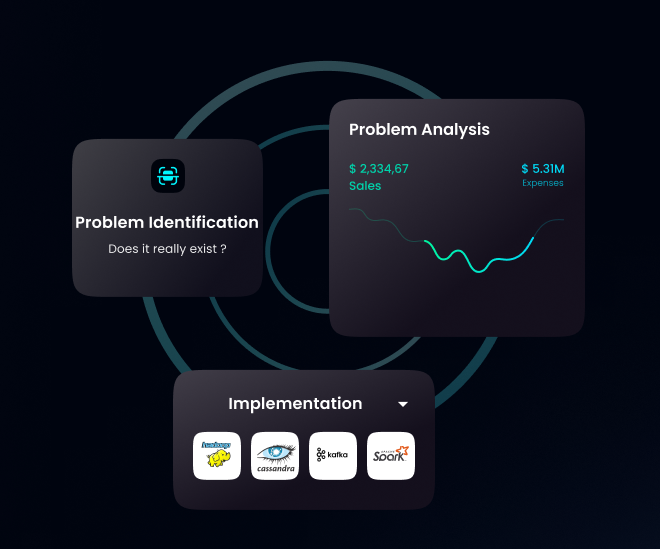 Problem Analysis
$ 2,334,67
$ 5.31M
Sales
Expenses
Problem Identification
Does it really exist ?
Implementation
hadoop
cassandra
kafka
APACHE
Spark